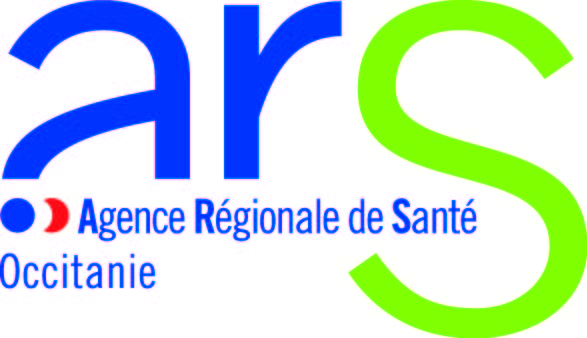 ars
Agence Régionale de Santé
Occitanie